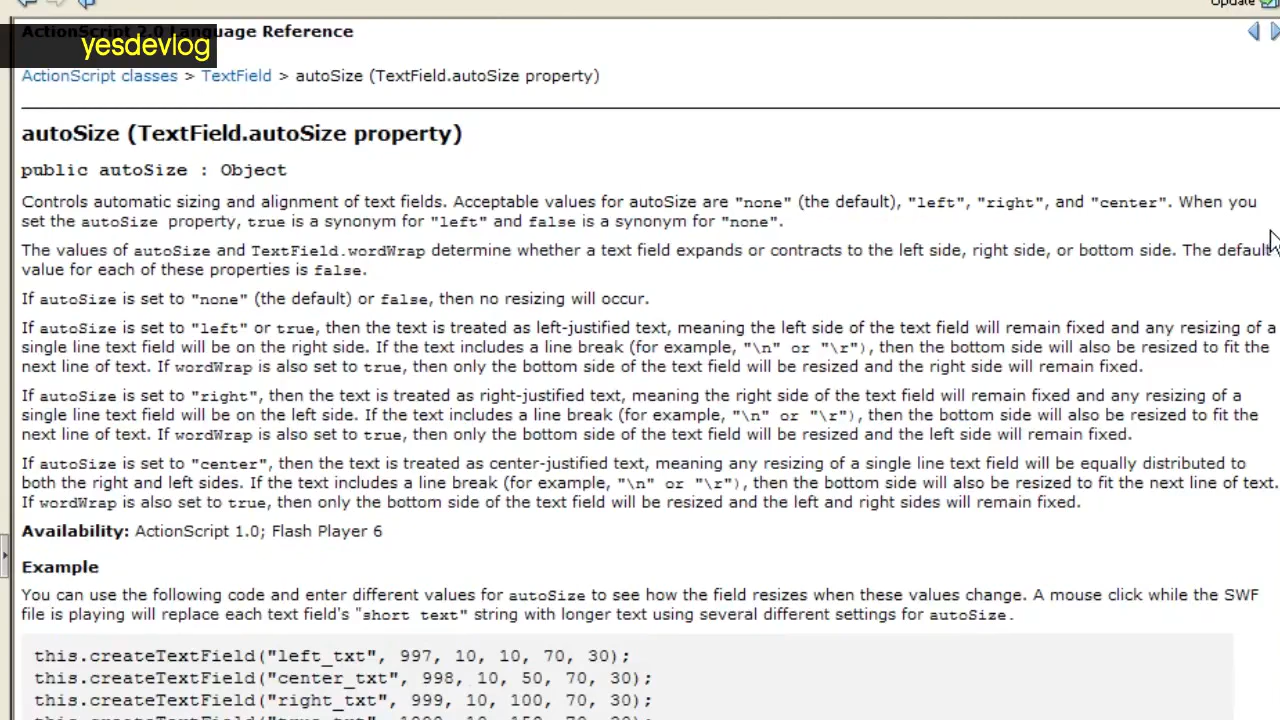 Update
ActionScript 2.0 Language Reference
yesdevlog
ActionScript classes > TextField > autoSize (TextField.autoSize property)
autoSize (TextField.autoSize property)
public autoSize : Object
Controls automatic sizing and alignment of text fields. Acceptable values for autoSize are "none" (the default), "left", "right", and "center". When you
set the autoSize property, true is a synonym for "left" and false is a synonym for "none".
The values of autoSize and TextField.wordWrap determine whether a text field expands or contracts to the left side, right side, or bottom side. The default
value for each of these properties is false.
If autoSize is set to "none" (the default) or false, then no resizing will occur.
If autoSize is set to "left" or true, then the text is treated as left-justified text, meaning the left side of the text field will remain fixed and any resizing of a
single line text field will be on the right side. If the text includes a line break (for example, "\n" or "\r"), then the bottom side will also be resized to fit the
next line of text. If wordWrap is also set to true, then only the bottom side of the text field will be resized and the right side will remain fixed.
If autoSize is set to "right", then the text is treated as right-justified text, meaning the right side of the text field will remain fixed and any resizing of a
single line text field will be on the left side. If the text includes a line break (for example, "\n" or "\r"), then the bottom side will also be resized to fit the
next line of text. If wordWrap is also set to true, then only the bottom side of the text field will be resized and the left side will remain fixed.
If autoSize is set to "center", then the text is treated as center-justified text, meaning any resizing of a single line text field will be equally distributed to
both the right and left sides. If the text includes a line break (for example, "\n" or "\r"), then the bottom side will also be resized to fit the next line of text.
If wordWrap is also set to true, then only the bottom side of the text field will be resized and the left and right sides will remain fixed.
Availability: ActionScript 1.0; Flash Player 6
Example
You can use the following code and enter different values for autoSize to see how the field resizes when these values change. A mouse click while the SWF
file is playing will replace each text field's "short text" string with longer text using several different settings for autoSize.
this.createTextField("left_txt", 997, 10, 10, 70, 30);
this.createTextField("center_txt", 998, 10, 50, 70, 30);
this.createTextField("right_txt", 999, 10, 100, 70, 30);
this.createTextField("true_txt", 1000, 10, 150, 70, 30);